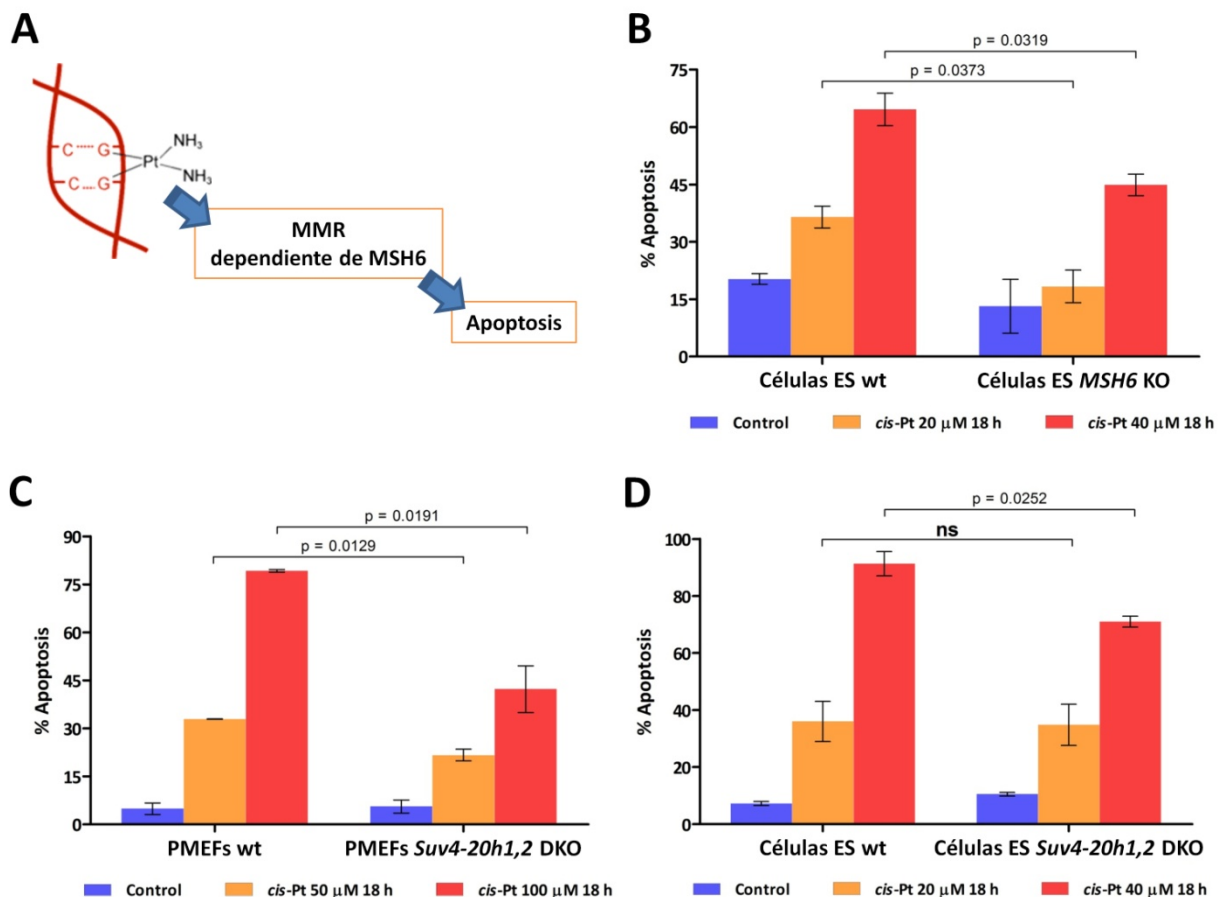 A
C
G
C
G
Pt
NH3
NH3
MMR
dependiente de MSH6
Apoptosis
B
p = 0.0319
p = 0.0373
% Apoptosis
75
60
45
30
15
0
Células ES wt
Células ES MSH6 KO
Control
cis-Pt 20 μM 18 h
cis-Pt 40 μM 18 h
C
p = 0.0191
p = 0.0129
% Apoptosis
90
75
60
45
30
15
0
PMEFs wt
PMEFs Suv4-20h1,2 DKO
Control
cis-Pt 50 μM 18 h
cis-Pt 100 μM 18 h
D
p = 0.0252
ns
% Apoptosis
100
80
60
40
20
0
Células ES wt
Células ES Suv4-20h1,2 DKO
Control
cis-Pt 20 μM 18 h
cis-Pt 40 μM 18 h